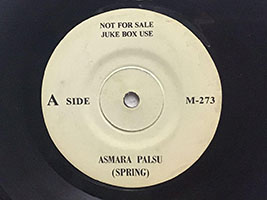 NOT FOR SALE
JUKE BOX USE
A SIDE M-273
ASMARA PALSU
(SPRING)